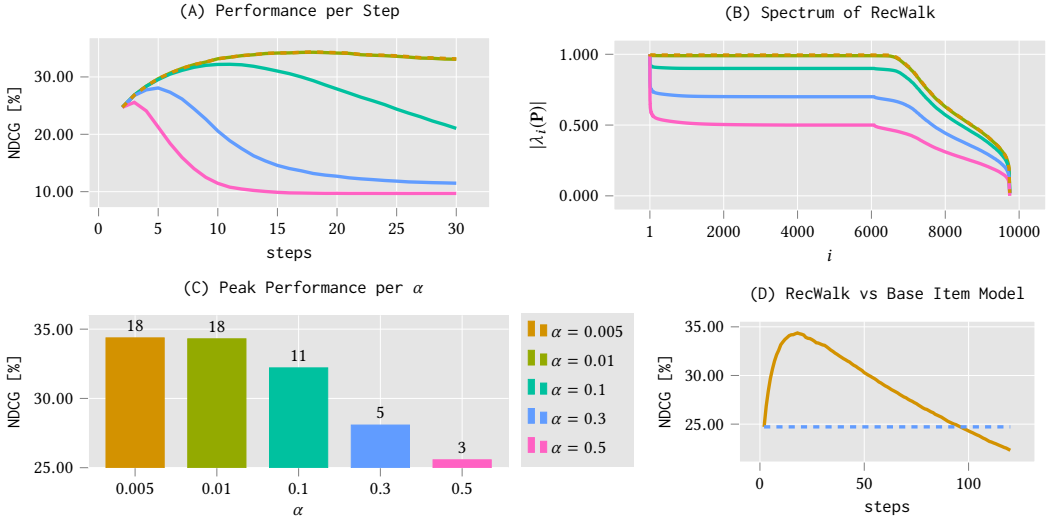 (A) Performance per Step
NDCG [%]
30.00
20.00
10.00
0
5
10
15
20
25
30
steps
(B) Spectrum of RecWalk
|λi(P)|
1.000
0.500
0.000
1
2000
4000
6000
8000
10000
i
(C) Peak Performance per α
NDCG [%]
35.00
30.00
25.00
18
18
11
5
3
0.005
0.01
0.1
0.3
0.5
α
α = 0.005
α = 0.01
α = 0.1
α = 0.3
α = 0.5
(D) RecWalk vs Base Item Model
NDCG [%]
35.00
30.00
25.00
0
100
steps